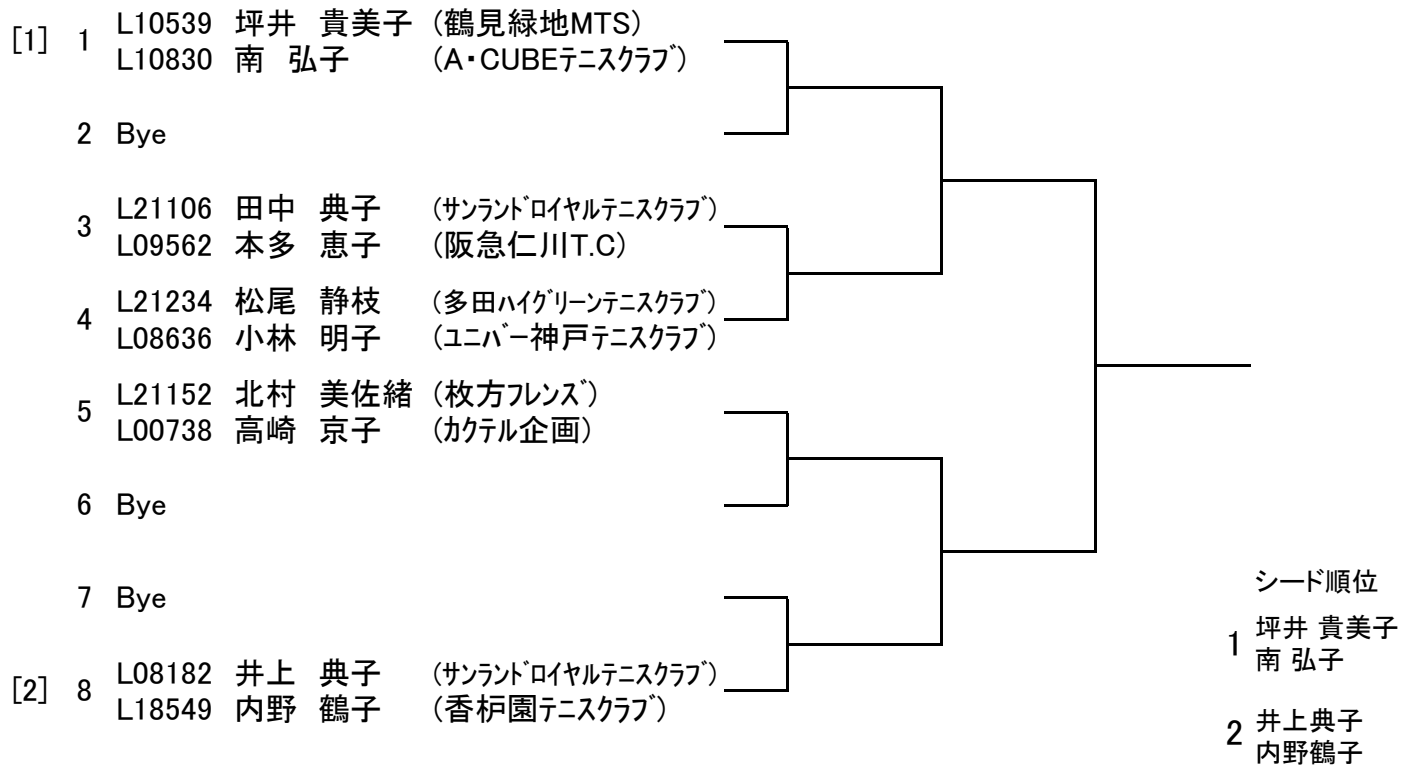 [1] 1 L10539 坪井 貴美子 (鶴見緑地MTS)
L10830 南 弘子 (A・CUBEﾃﾆｽｸﾗﾌﾞ)
2 Bye
3 L21106 田中 典子 (ｻﾝﾗﾝﾄﾞﾛｲﾔﾙﾃﾆｽｸﾗﾌﾞ)
L09562 本多 恵子 (阪急仁川T.C)
4 L21234 松尾 静枝 (多田ﾊｲｸﾞﾘｰﾝﾃﾆｽｸﾗﾌﾞ)
L08636 小林 明子 (ﾕﾆﾊﾞｰ神戸ﾃﾆｽｸﾗﾌﾞ)
5 L21152 北村 美佐緒 (枚方ﾌﾚﾝｽﾞ)
L00738 高崎 京子 (ｶｸﾃﾙ企画)
6 Bye
7 Bye
[2] 8 L08182 井上 典子 (ｻﾝﾗﾝﾄﾞﾛｲﾔﾙﾃﾆｽｸﾗﾌﾞ)
L18549 内野 鶴子 (香枦園ﾃﾆｽｸﾗﾌﾞ)
シード順位
1 坪井 貴美子
南 弘子
2 井上典子
内野鶴子